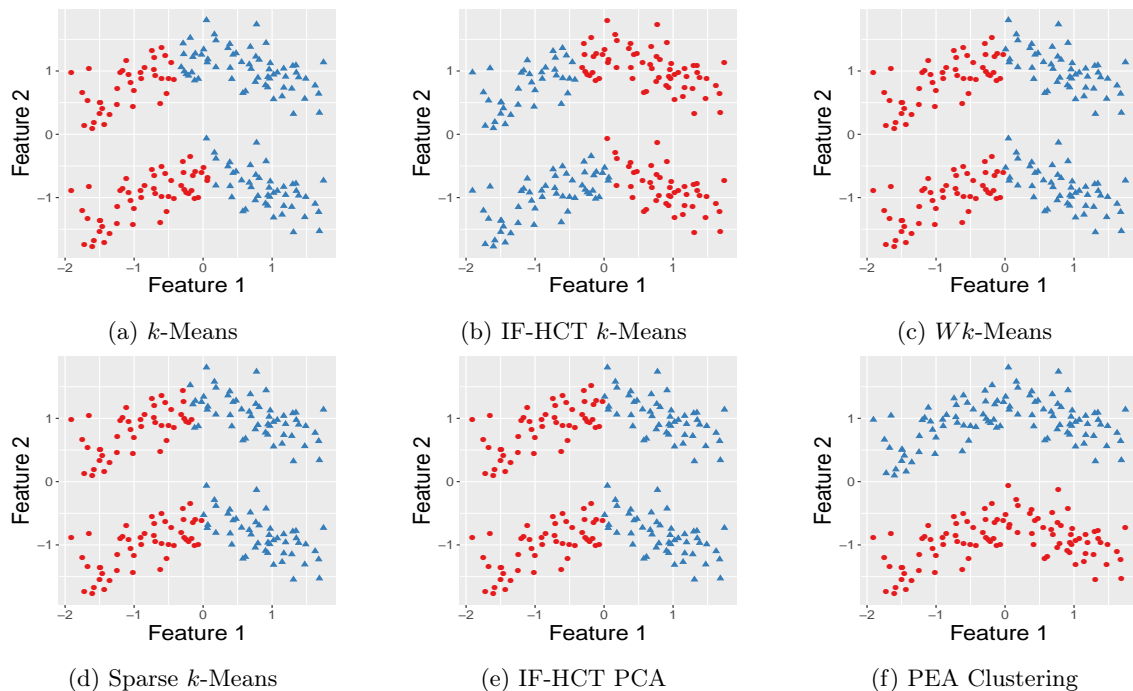 Feature 2
1
0
−1
−2
−1
0
1
Feature 1
(a) k-Means
Feature 2
1
0
−1
−2
−1
0
1
Feature 1
(b) IF-HCT k-Means
Feature 2
1
0
−1
−2
−1
0
1
Feature 1
(c) Wk-Means
Feature 2
1
0
−1
−2
−1
0
1
Feature 1
(d) Sparse k-Means
Feature 2
1
0
−1
−2
−1
0
1
Feature 1
(e) IF-HCT PCA
Feature 2
1
0
−1
−2
−1
0
1
Feature 1
(f) PEA Clustering